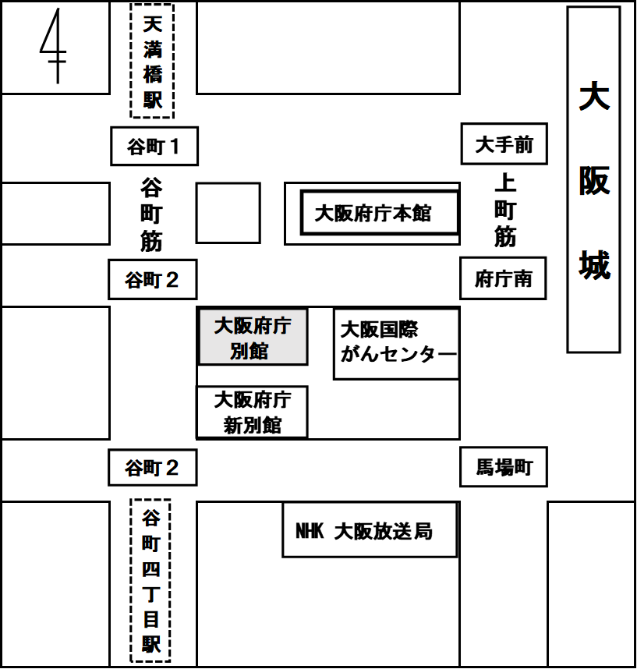 天満橋駅
大阪城
谷町１
大手前
谷町筋
大阪府庁本館
上町筋
谷町２
府庁南
大阪府庁
別館
大阪国際
がんセンター
大阪府庁
新別館
谷町２
馬場町
谷町四丁目駅
NHK 大阪放送局